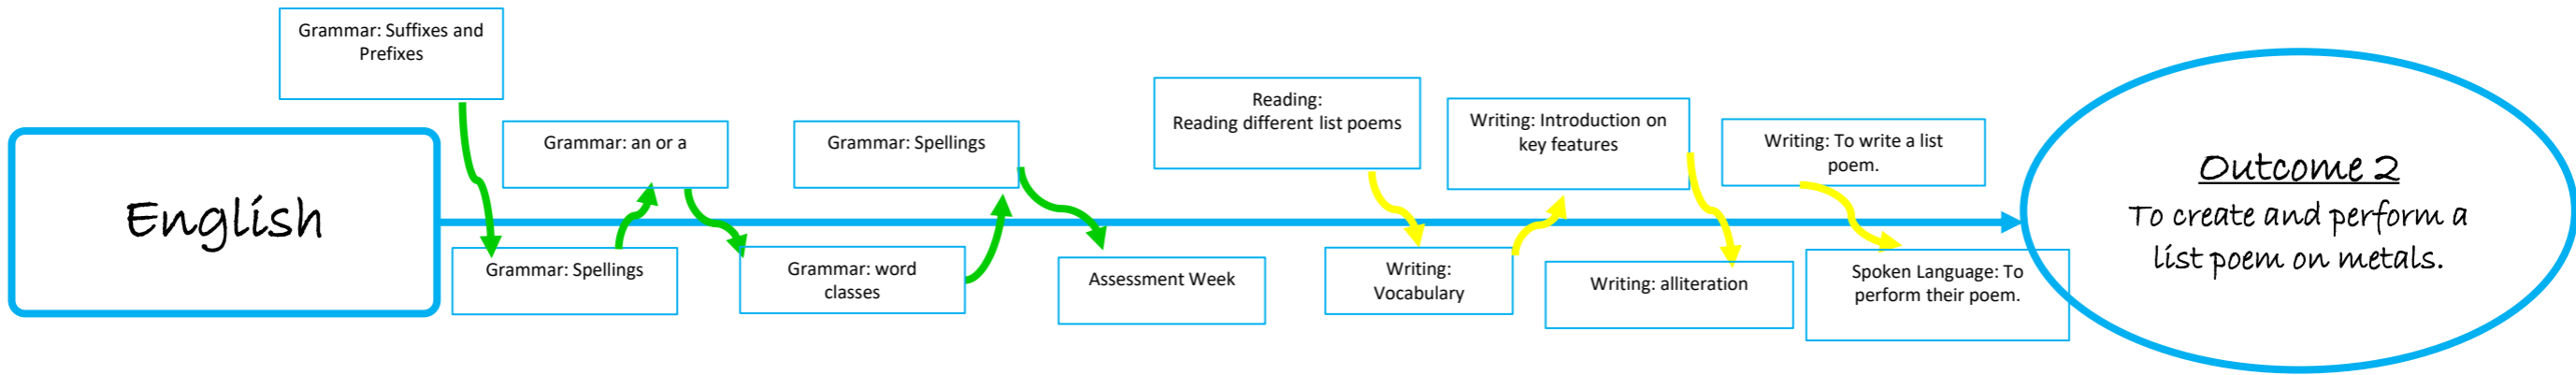 English
Grammar: Suffixes and
Prefixes
Grammar: Spellings
Grammar: an or a
Grammar: word
classes
Grammar: Spellings
Assessment Week
Reading:
Reading different list poems
Writing:
Vocabulary
Writing: Introduction on
key features
Writing: alliteration
Writing: To write a list
poem.
Spoken Language: To
perform their poem.
Outcome 2
To create and perform a
list poem on metals.